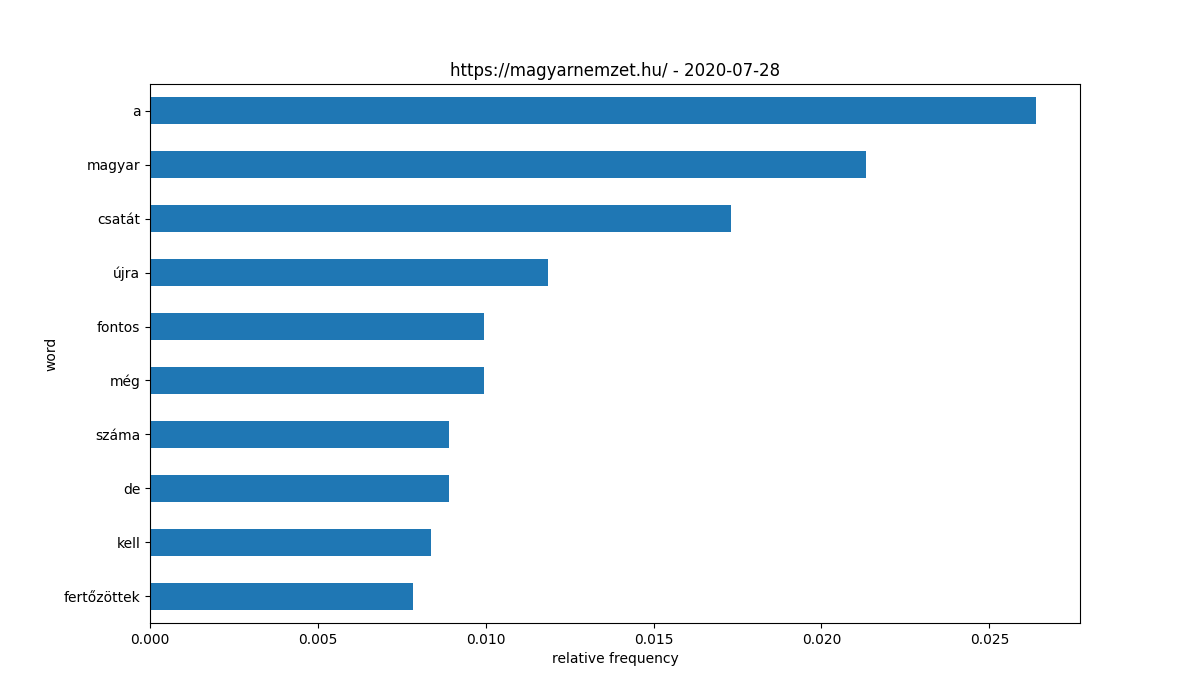 https://magyarnemzet.hu/ - 2020-07-28
a
magyar
csatát
újra
fontos
még
száma
de
kell
fertőzöttek
word
0.000 0.005 0.010 0.015 0.020 0.025
relative frequency